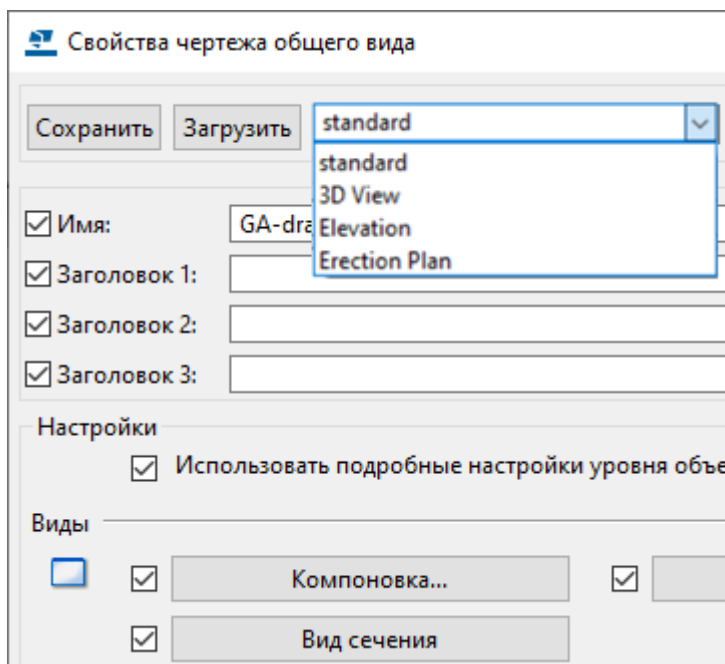 Свойства чертежа общего вида
Сохранить Загрузить standard
standard
3D View
Elevation
Erection Plan
Имя: GA-dra
Заголовок 1:
Заголовок 2:
Заголовок 3:
Настройки
Использовать подробные настройки уровня объе
Виды
Компоновка...
Вид сечения